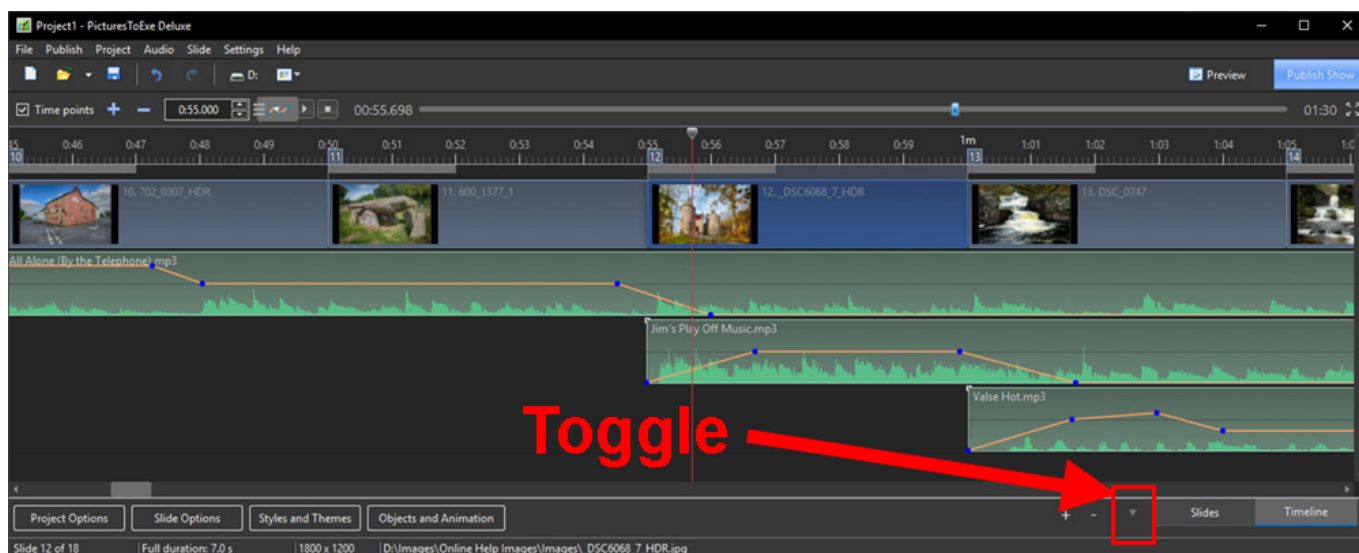 Project1 - PicturesToExe Deluxe
File Publish Project Audio Slide Settings Help
D: Preview Publish Show
Time points + − 0:55.000 00:55.698 01:30
0:46 0:47 0:48 0:49 0:50 0:51 0:52 0:53 0:54 0:55 0:56 0:57 0:58 0:59 1m 1:01 1:02 1:03 1:04 1:05
10 11 12 13 14
10. 702_0307_HDR 11. 600_1377_1 12. _DSC6068_7_HDR 13. DSC_0747
All Alone (By the Telephone).mp3
Jim's Play Off Music.mp3
Valse Hot.mp3
Toggle
Project Options Slide Options Styles and Themes Objects and Animation + - Slides Timeline
Slide 12 of 18 Full duration: 7.0 s 1800 x 1200 D:\Images\Online Help Images\Images\_DSC6068_7_HDR.jpg